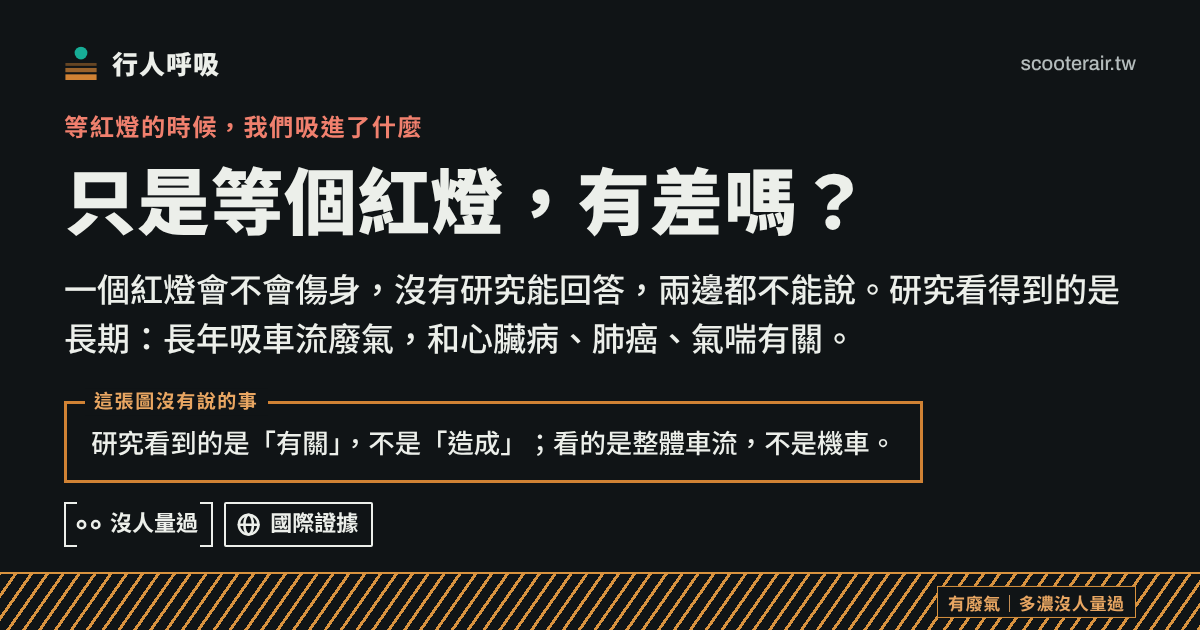 行人呼吸
scooterair.tw
等紅燈的時候，我們吸進了什麼
只是等個紅燈，有差嗎？
一個紅燈會不會傷身，沒有研究能回答，兩邊都不能說。研究看得到的是
長期：長年吸車流廢氣，和心臟病、肺癌、氣喘有關。
這張圖沒有說的事
研究看到的是「有關」，不是「造成」；看的是整體車流，不是機車。
沒人量過
國際證據
有廢氣｜多濃沒人量過